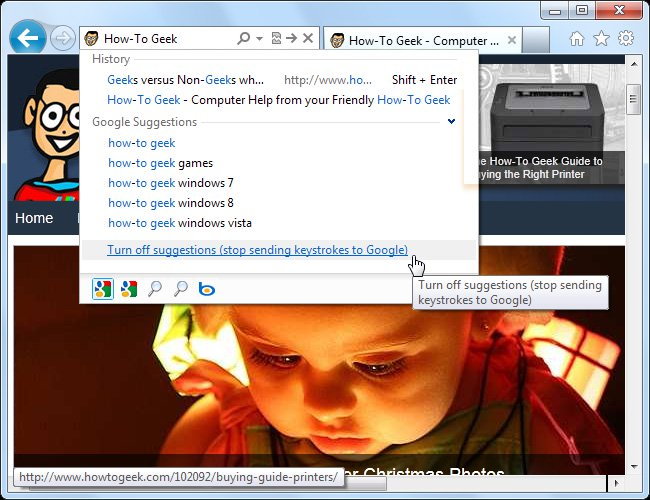 How-To Geek
How-To Geek - Computer ...
History
Geeks versus Non-Geeks wh... http://www.ho... Shift + Enter
How-To Geek - Computer Help from your Friendly How-To Geek
Google Suggestions
how-to geek
how-to geek games
how-to geek windows 7
how-to geek windows 8
how-to geek windows vista
Turn off suggestions (stop sending keystrokes to Google)
Turn off suggestions (stop sending
keystrokes to Google)
How-To Geek Guide to
the Right Printer
Home
Christmas Photos
http://www.howtogeek.com/102092/buying-guide-printers/